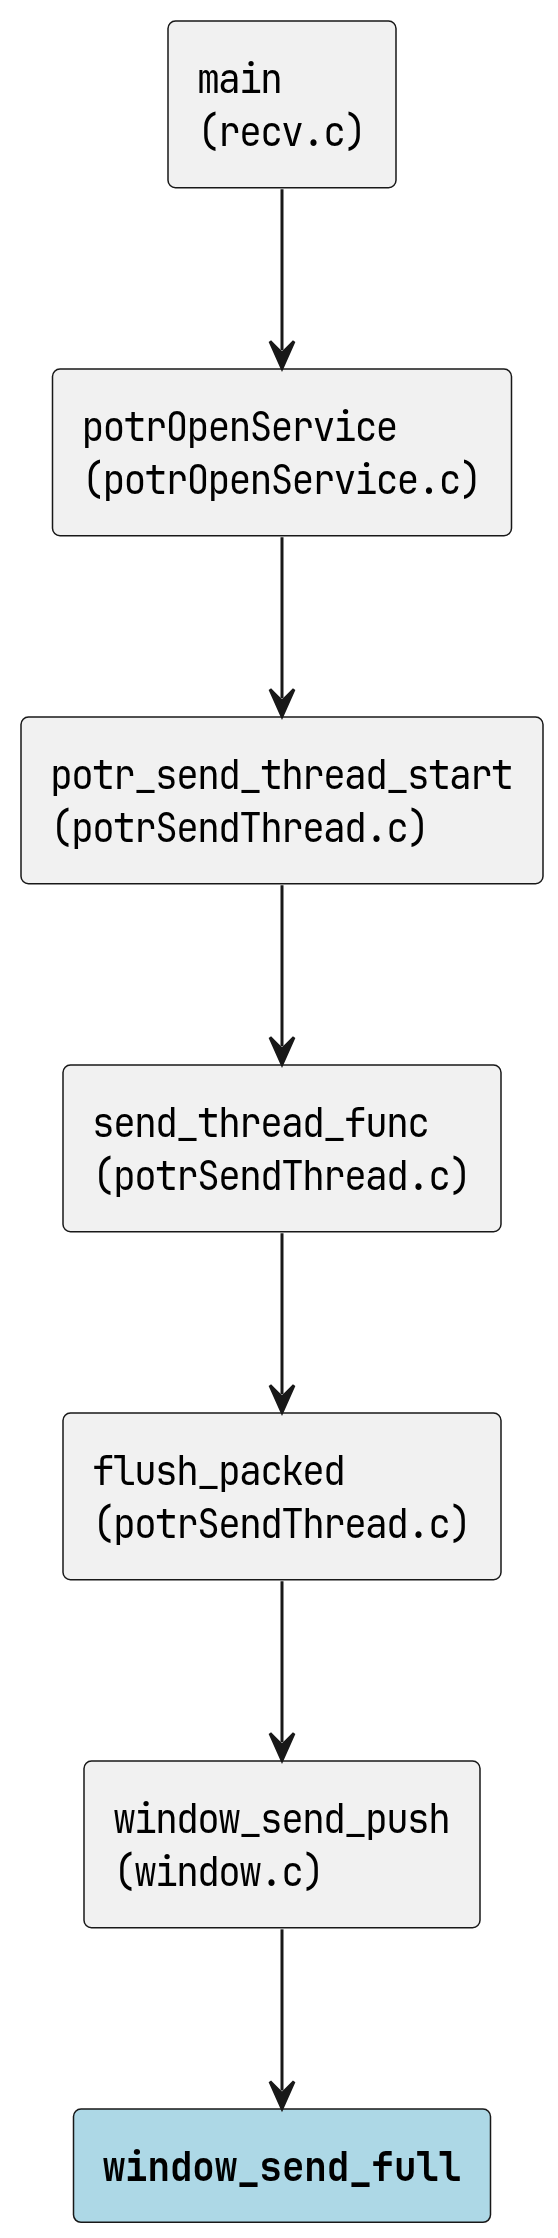 main
(recv.c)
potrOpenService
(potrOpenService.c)
potr_send_thread_start
(potrSendThread.c)
send_thread_func
(potrSendThread.c)
flush_packed
(potrSendThread.c)
window_send_push
(window.c)
window_send_full